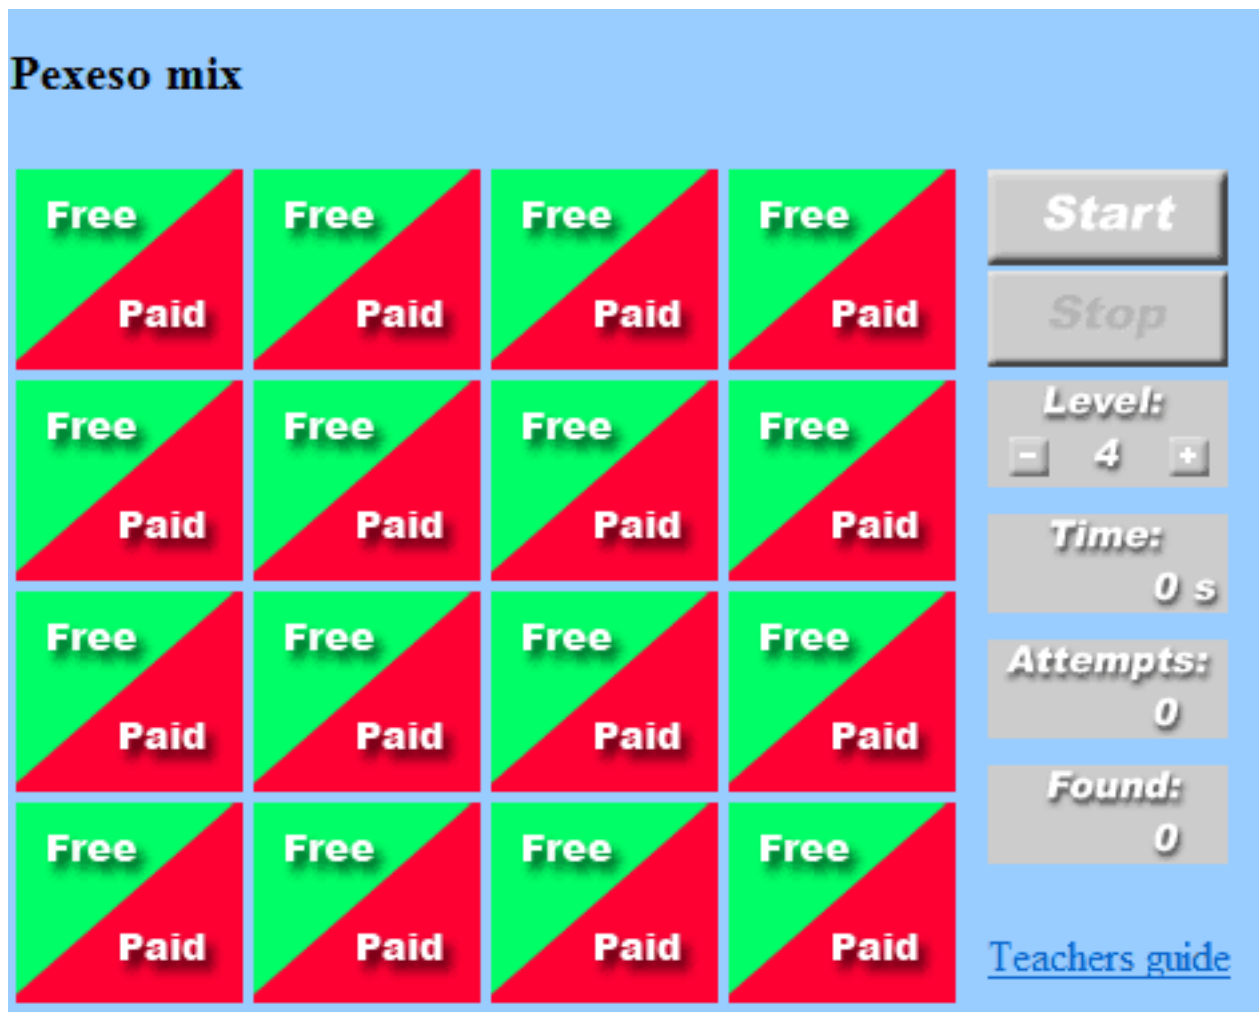 Pexeso mix
Free Free Free Free
Paid Paid Paid Paid
Free Free Free Free
Paid Paid Paid Paid
Free Free Free Free
Paid Paid Paid Paid
Free Free Free Free
Paid Paid Paid Paid
Start
Stop
Level:
- 4 +
Time:
0 s
Attempts:
0
Found:
0
Teachers guide